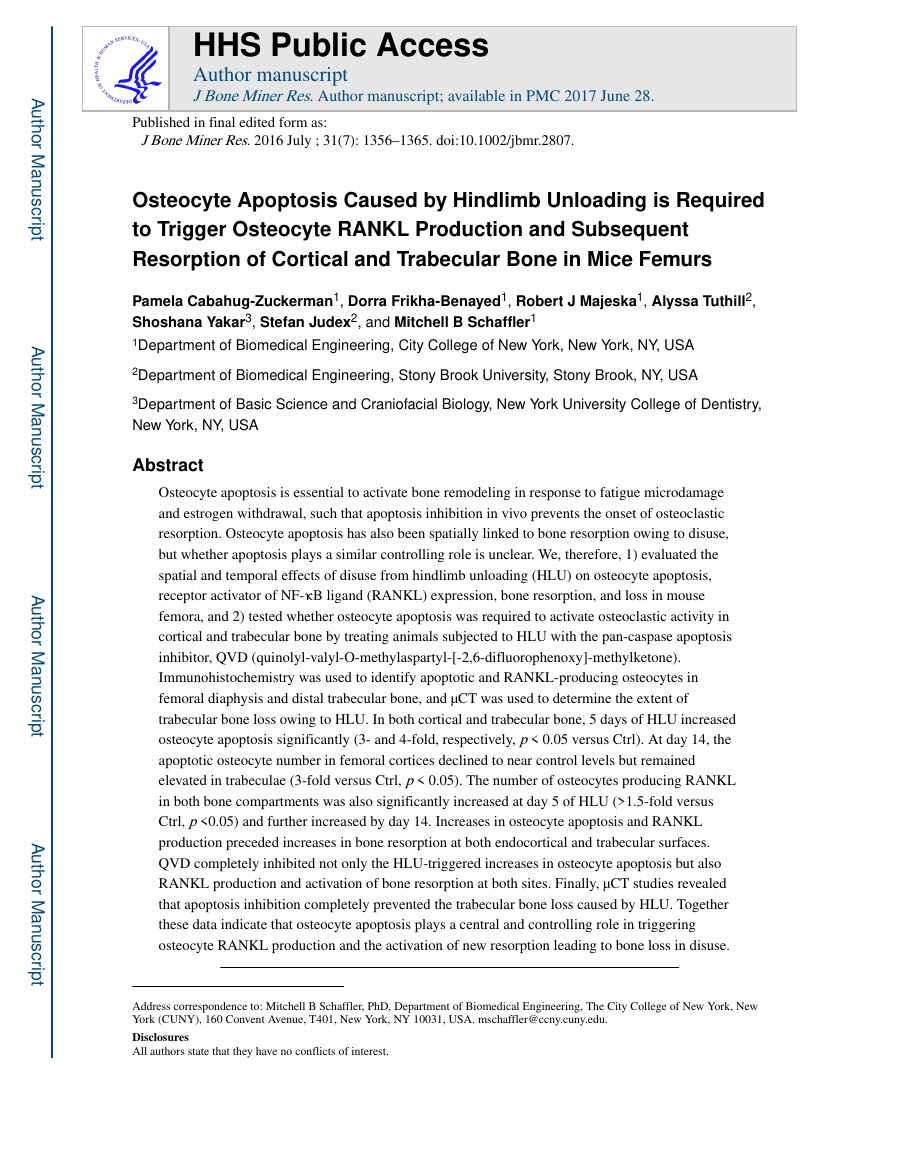 HHS Public Access
Author manuscript
J Bone Miner Res. Author manuscript; available in PMC 2017 June 28.
DEPARTMENT OF HEALTH & HUMAN SERVICES · USA
Author Manuscript
Author Manuscript
Author Manuscript
Author Manuscript
Published in final edited form as:
J Bone Miner Res. 2016 July ; 31(7): 1356–1365. doi:10.1002/jbmr.2807.
Osteocyte Apoptosis Caused by Hindlimb Unloading is Required
to Trigger Osteocyte RANKL Production and Subsequent
Resorption of Cortical and Trabecular Bone in Mice Femurs
Pamela Cabahug-Zuckerman1, Dorra Frikha-Benayed1, Robert J Majeska1, Alyssa Tuthill2,
Shoshana Yakar3, Stefan Judex2, and Mitchell B Schaffler1
1Department of Biomedical Engineering, City College of New York, New York, NY, USA
2Department of Biomedical Engineering, Stony Brook University, Stony Brook, NY, USA
3Department of Basic Science and Craniofacial Biology, New York University College of Dentistry,
New York, NY, USA
Abstract
Osteocyte apoptosis is essential to activate bone remodeling in response to fatigue microdamage
and estrogen withdrawal, such that apoptosis inhibition in vivo prevents the onset of osteoclastic
resorption. Osteocyte apoptosis has also been spatially linked to bone resorption owing to disuse,
but whether apoptosis plays a similar controlling role is unclear. We, therefore, 1) evaluated the
spatial and temporal effects of disuse from hindlimb unloading (HLU) on osteocyte apoptosis,
receptor activator of NF-κB ligand (RANKL) expression, bone resorption, and loss in mouse
femora, and 2) tested whether osteocyte apoptosis was required to activate osteoclastic activity in
cortical and trabecular bone by treating animals subjected to HLU with the pan-caspase apoptosis
inhibitor, QVD (quinolyl-valyl-O-methylaspartyl-[-2,6-difluorophenoxy]-methylketone).
Immunohistochemistry was used to identify apoptotic and RANKL-producing osteocytes in
femoral diaphysis and distal trabecular bone, and μCT was used to determine the extent of
trabecular bone loss owing to HLU. In both cortical and trabecular bone, 5 days of HLU increased
osteocyte apoptosis significantly (3- and 4-fold, respectively, p < 0.05 versus Ctrl). At day 14, the
apoptotic osteocyte number in femoral cortices declined to near control levels but remained
elevated in trabeculae (3-fold versus Ctrl, p < 0.05). The number of osteocytes producing RANKL
in both bone compartments was also significantly increased at day 5 of HLU (>1.5-fold versus
Ctrl, p <0.05) and further increased by day 14. Increases in osteocyte apoptosis and RANKL
production preceded increases in bone resorption at both endocortical and trabecular surfaces.
QVD completely inhibited not only the HLU-triggered increases in osteocyte apoptosis but also
RANKL production and activation of bone resorption at both sites. Finally, μCT studies revealed
that apoptosis inhibition completely prevented the trabecular bone loss caused by HLU. Together
these data indicate that osteocyte apoptosis plays a central and controlling role in triggering
osteocyte RANKL production and the activation of new resorption leading to bone loss in disuse.
Address correspondence to: Mitchell B Schaffler, PhD, Department of Biomedical Engineering, The City College of New York, New
York (CUNY), 160 Convent Avenue, T401, New York, NY 10031, USA. mschaffler@ccny.cuny.edu.
Disclosures
All authors state that they have no conflicts of interest.